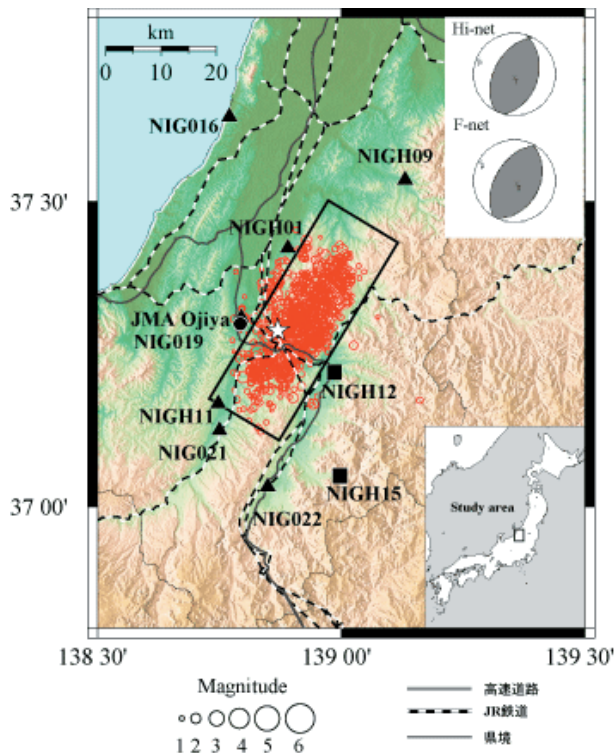 km
0 10 20
Hi-net
F-net
NIG016
NIGH09
37 30'
NIGH01
JMA Ojiya
NIG019
NIGH12
NIGH11
NIG021
NIGH15
NIG022
37 00'
Study area
138 30' 139 00' 139 30'
Magnitude
1 2 3 4 5 6
高速道路
JR鉄道
県境